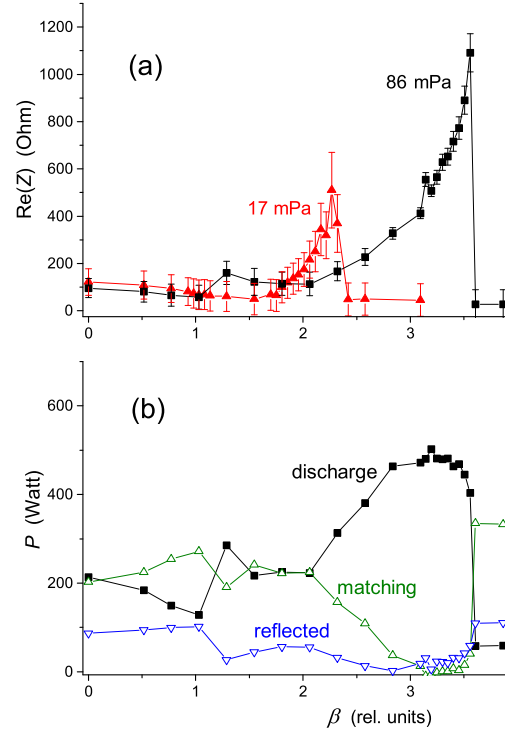 1200
1000
800
600
400
200
0
Re(Z) (Ohm)
(a)
86 mPa
17 mPa
0 1 2 3
600
400
200
0
P (Watt)
(b)
discharge
matching
reflected
0 1 2 3
β (rel. units)